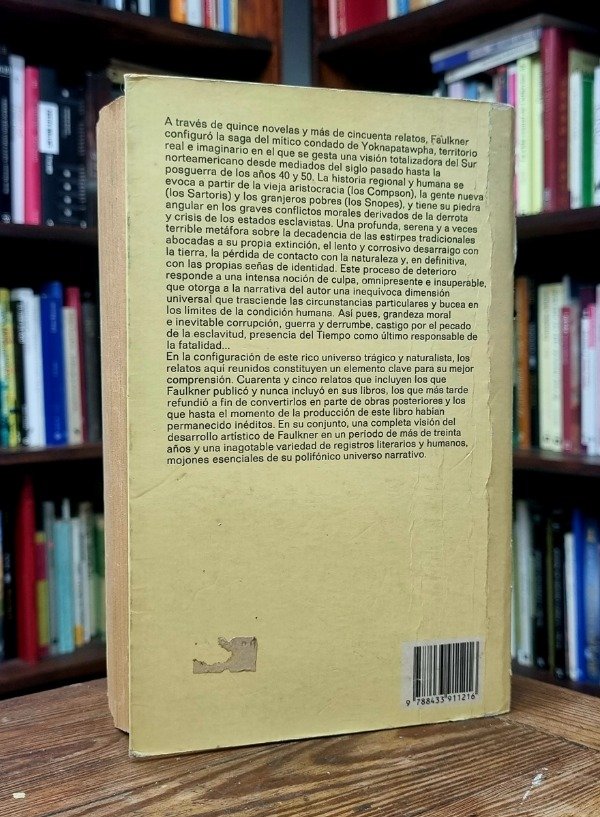 A través de quince novelas y más de cincuenta relatos, Faulkner
configuró la saga del mítico condado de Yoknapatawpha, territorio
real e imaginario en el que se gesta una visión totalizadora del Sur
norteamericano desde mediados del siglo pasado hasta la
posguerra de los años 40 y 50. La historia regional y humana se
evoca a partir de la vieja aristocracia (los Compson), la gente nueva
(los Sartoris) y los granjeros pobres (los Snopes), y tiene su piedra
angular en los graves conflictos morales derivados de la derrota
y crisis de los estados esclavistas. Una profunda, serena y a veces
terrible metáfora sobre la decadencia de las estirpes tradicionales
abocadas a su propia extinción, el lento y corrosivo desarraigo con
la tierra, la pérdida de contacto con la naturaleza y, en definitiva,
con las propias señas de identidad. Este proceso de deterioro
responde a una intensa noción de culpa, omnipresente e insuperable,
que otorga a la narrativa del autor una inequívoca dimensión
universal que trasciende las circunstancias particulares y bucea en
los límites de la condición humana. Así pues, grandeza moral
e inevitable corrupción, guerra y derrumbe, castigo por el pecado
de la esclavitud, presencia del Tiempo como último responsable de
la fatalidad...
En la configuración de este rico universo trágico y naturalista, los
relatos aquí reunidos constituyen un elemento clave para su mejor
comprensión. Cuarenta y cinco relatos que incluyen los que
Faulkner publicó y nunca incluyó en sus libros, los que más tarde
refundió a fin de convertirlos en parte de obras posteriores y los
que hasta el momento de la producción de este libro habían
permanecido inéditos. En su conjunto, una completa visión del
desarrollo artístico de Faulkner en un período de más de treinta
años y una inagotable variedad de registros literarios y humanos,
mojones esenciales de su polifónico universo narrativo.
9 788433 911216